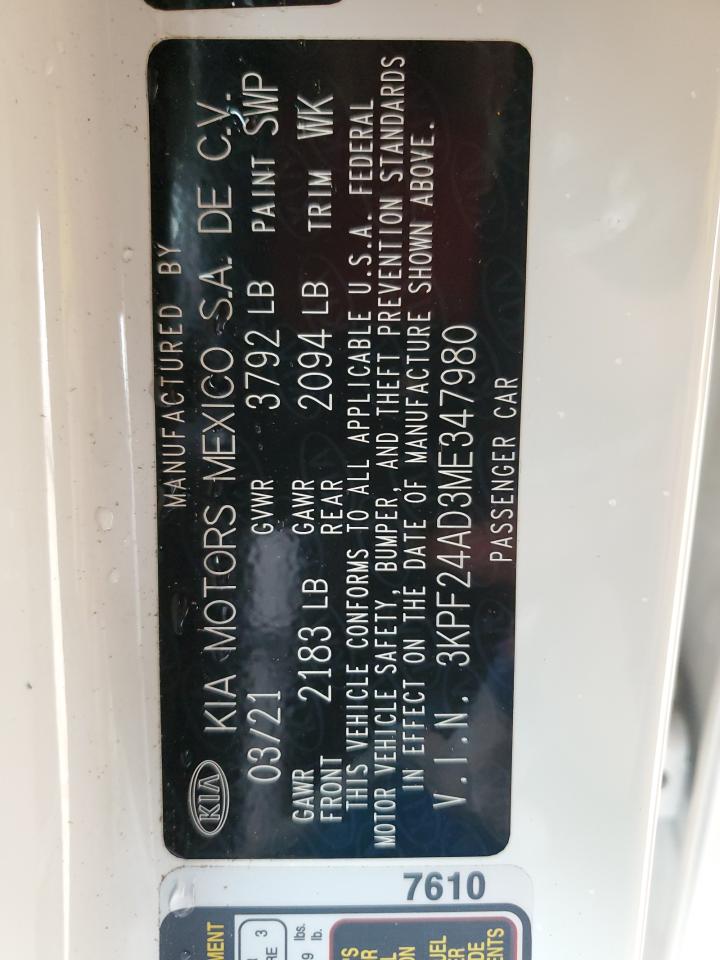 MANUFACTURED BY
KIA KIA MOTORS MEXICO S.A. DE C.V.
03/21 GVWR 3792 LB PAINT SWP
GAWR FRONT 2183 LB GAWR REAR 2094 LB TRIM WK
THIS VEHICLE CONFORMS TO ALL APPLICABLE U.S.A. FEDERAL
MOTOR VEHICLE SAFETY, BUMPER, AND THEFT PREVENTION STANDARDS
IN EFFECT ON THE DATE OF MANUFACTURE SHOWN ABOVE.
V.I.N. 3KPF24AD3ME347980
PASSENGER CAR
7610